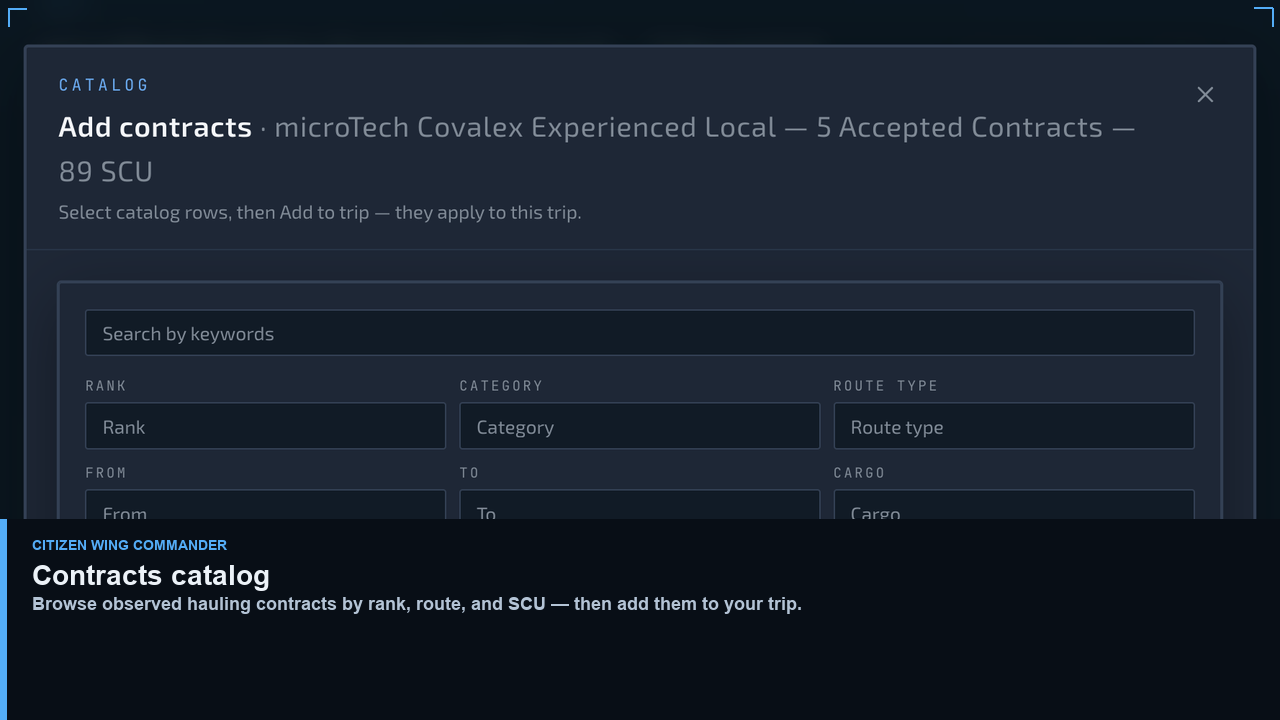 CATALOG
Add contracts · microTech Covalex Experienced Local — 5 Accepted Contracts —
89 SCU
Select catalog rows, then Add to trip — they apply to this trip.
Search by keywords
RANK CATEGORY ROUTE TYPE
Rank Category Route type
FROM TO CARGO
From To Cargo
CITIZEN WING COMMANDER
Contracts catalog
Browse observed hauling contracts by rank, route, and SCU — then add them to your trip.